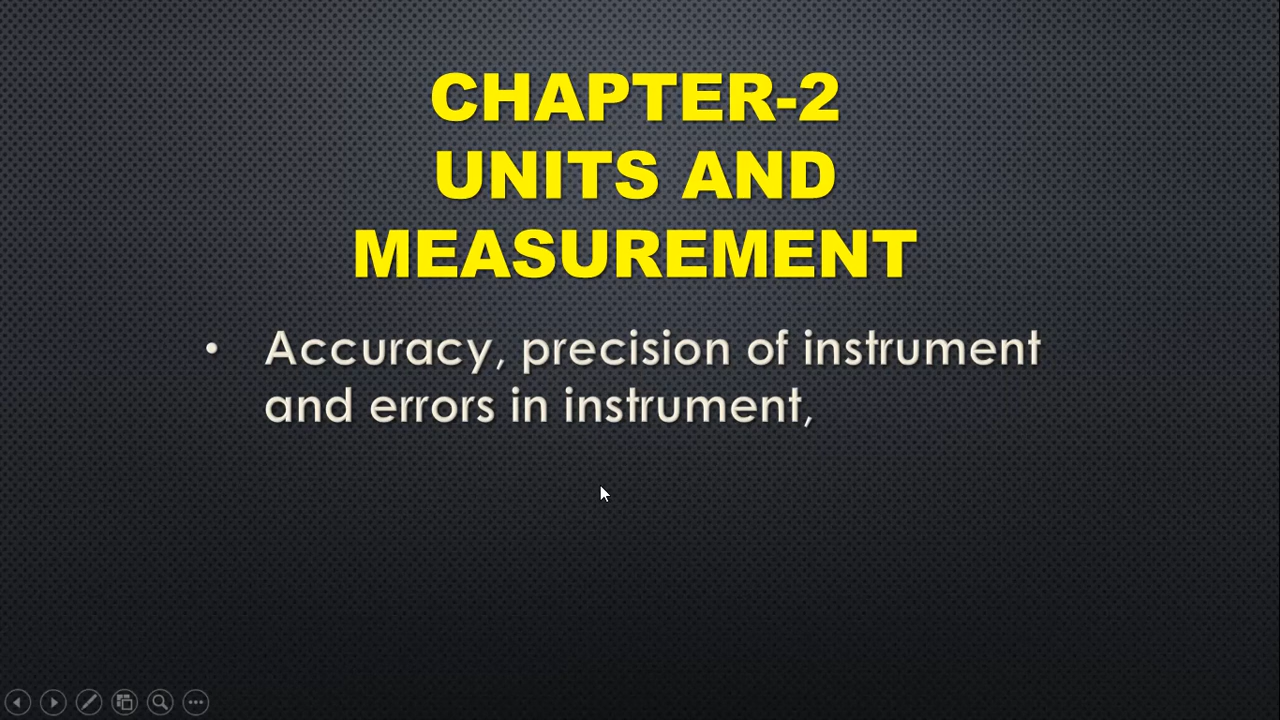 CHAPTER-2
UNITS AND
MEASUREMENT
• Accuracy, precision of instrument
and errors in instrument,